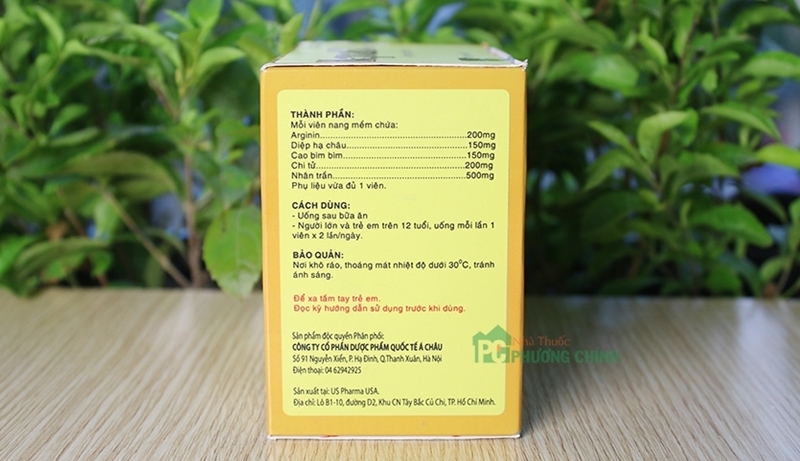 THÀNH PHẦN:
Mỗi viên nang mềm chứa:
Arginin......................................................200mg
Diệp hạ châu............................................150mg
Cao bìm bìm............................................150mg
Chi tử.......................................................200mg
Nhân trần.................................................500mg
Phụ liệu vừa đủ 1 viên.
CÁCH DÙNG:
- Uống sau bữa ăn
- Người lớn và trẻ em trên 12 tuổi, uống mỗi lần 1
viên x 2 lần/ngày.
BẢO QUẢN:
Nơi khô ráo, thoáng mát nhiệt độ dưới 30⁰C, tránh
ánh sáng.
Để xa tầm tay trẻ em.
Đọc kỹ hướng dẫn sử dụng trước khi dùng.
Sản phẩm độc quyền Phân phối:
CÔNG TY CỔ PHẦN DƯỢC PHẨM QUỐC TẾ Á CHÂU
Số 91 Nguyễn Xiển, P. Hạ Đình, Q.Thanh Xuân, Hà Nội
Điện thoại: 04 62942925
Sản xuất tại: US Pharma USA.
Địa chỉ: Lô B1-10, đường D2, Khu CN Tây Bắc Củ Chi, TP. Hồ Chí Minh.
PC Nhà Thuốc
PHƯƠNG CHINH